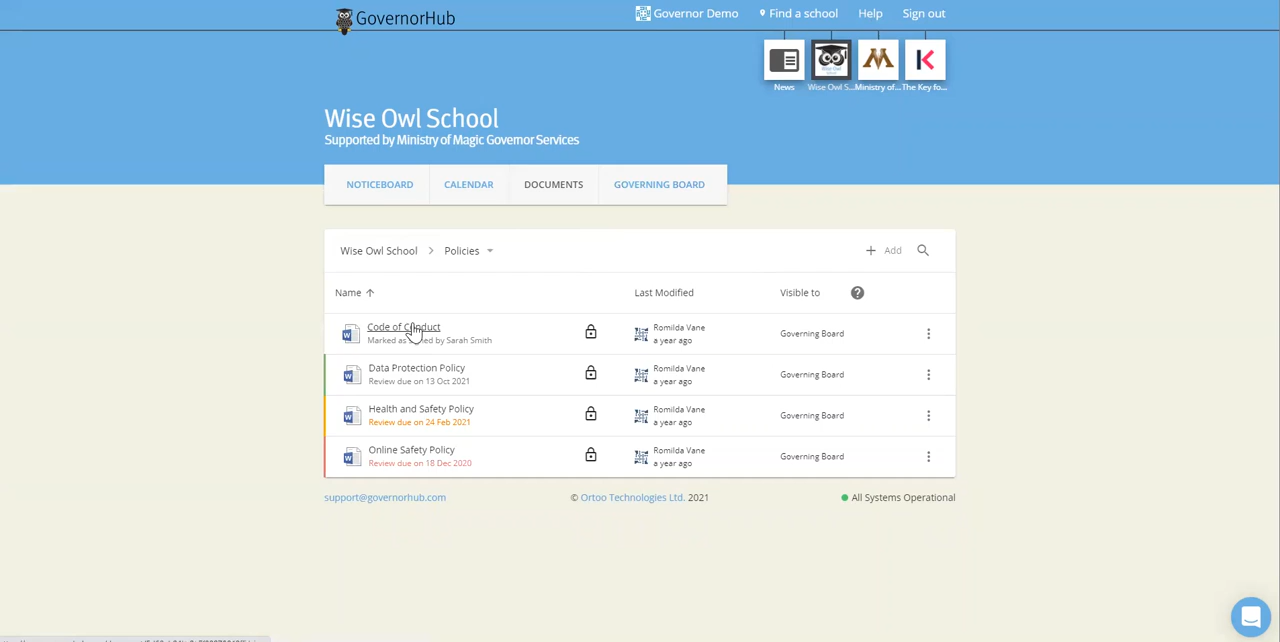 GovernorHub
Governor Demo
Find a school
Help
Sign out
News
Wise Owl S...
Ministry of...
The Key fo...
Wise Owl School
Supported by Ministry of Magic Governor Services
NOTICEBOARD
CALENDAR
DOCUMENTS
GOVERNING BOARD
Wise Owl School > Policies
+ Add
Name
Last Modified
Visible to
?
Code of Conduct
Marked as signed by Sarah Smith
Romilda Vane
a year ago
Governing Board
Data Protection Policy
Review due on 13 Oct 2021
Romilda Vane
a year ago
Governing Board
Health and Safety Policy
Review due on 24 Feb 2021
Romilda Vane
a year ago
Governing Board
Online Safety Policy
Review due on 18 Dec 2020
Romilda Vane
a year ago
Governing Board
support@governorhub.com
© Ortoo Technologies Ltd. 2021
All Systems Operational